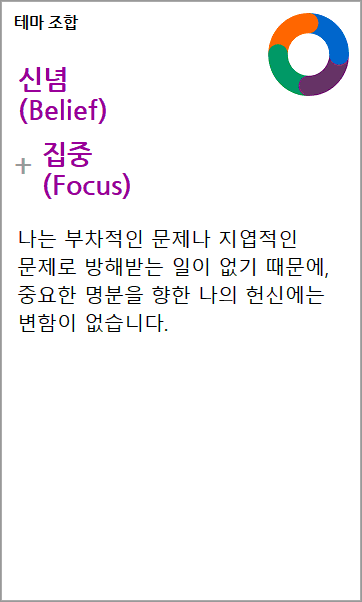 테마 조합
신념
(Belief)
+ 집중
(Focus)
나는 부차적인 문제나 지엽적인
문제로 방해받는 일이 없기 때문에,
중요한 명분을 향한 나의 헌신에는
변함이 없습니다.